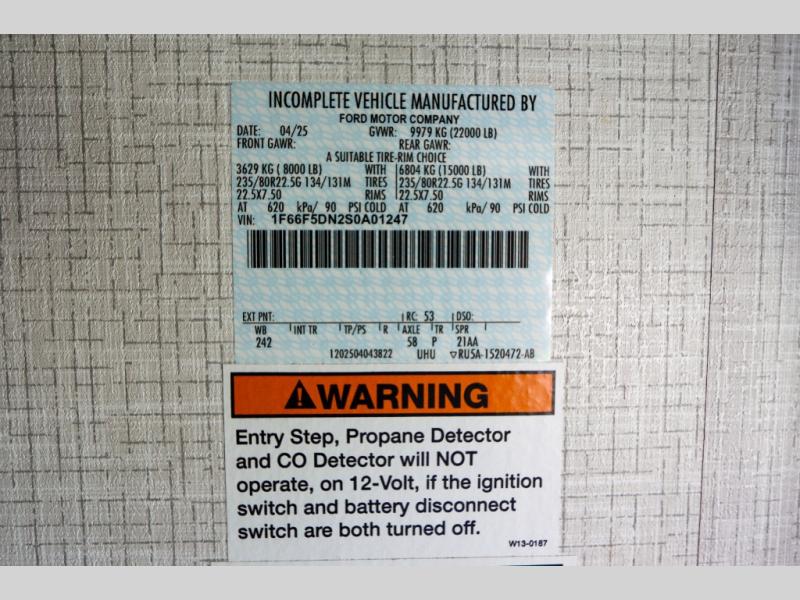 INCOMPLETE VEHICLE MANUFACTURED BY
FORD MOTOR COMPANY
DATE: 04/25 GVWR: 9979 KG (22000 LB)
FRONT GAWR: REAR GAWR:
A SUITABLE TIRE-RIM CHOICE
3629 KG ( 8000 LB) WITH 6804 KG (15000 LB) WITH
235/80R22.5G 134/131M TIRES 235/80R22.5G 134/131M TIRES
22.5X7.50 RIMS 22.5X7.50 RIMS
AT 620 kPa/ 90 PSI COLD AT 620 kPa/ 90 PSI COLD
VIN: 1F66F5DN2S0A01247
EXT PNT: RC: 53 DSO:
WB INT TR TP/PS R AXLE TR SPR
242 58 P 21AA
1202504043822 UHU ▽RU5A-1520472-AB
⚠WARNING
Entry Step, Propane Detector
and CO Detector will NOT
operate, on 12-Volt, if the ignition
switch and battery disconnect
switch are both turned off.
W13-0187